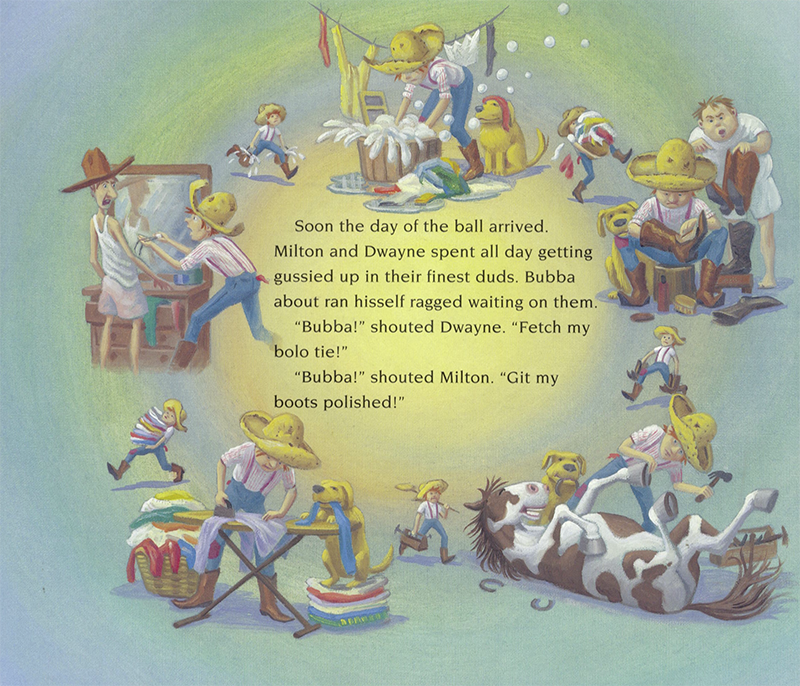 Soon the day of the ball arrived.
Milton and Dwayne spent all day getting
gussied up in their finest duds. Bubba
about ran hisself ragged waiting on them.
“Bubba!” shouted Dwayne. “Fetch my
bolo tie!”
“Bubba!” shouted Milton. “Git my
boots polished!”